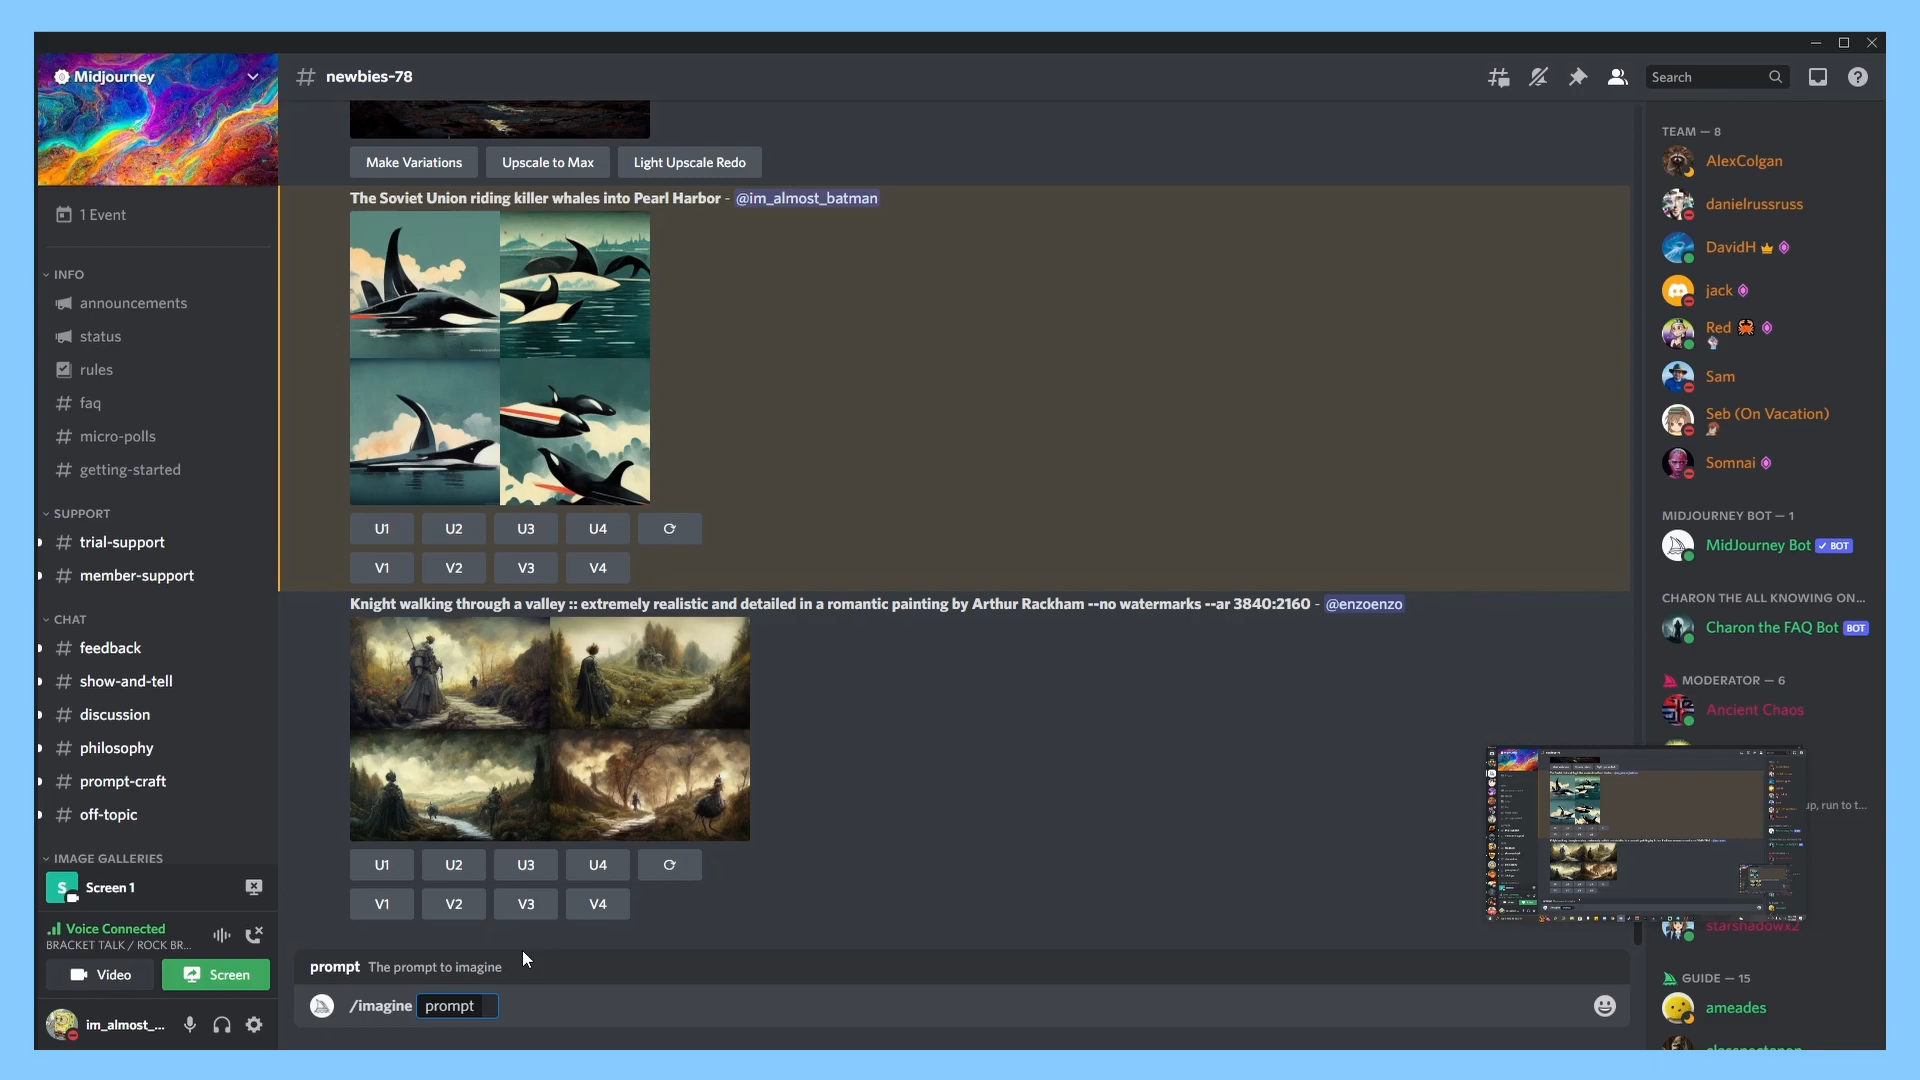 Midjourney
1 Event
INFO
announcements
status
rules
faq
micro-polls
getting-started
SUPPORT
trial-support
member-support
CHAT
feedback
show-and-tell
discussion
philosophy
prompt-craft
off-topic
IMAGE GALLERIES
S
Screen 1
Voice Connected
BRACKET TALK / ROCK BR...
Video
Screen
im_almost_...
newbies-78
Search
Make Variations
Upscale to Max
Light Upscale Redo
The Soviet Union riding killer whales into Pearl Harbor - @im_almost_batman
U1
U2
U3
U4
V1
V2
V3
V4
Knight walking through a valley :: extremely realistic and detailed in a romantic painting by Arthur Rackham --no watermarks --ar 3840:2160 - @enzoenzo
U1
U2
U3
U4
V1
V2
V3
V4
prompt The prompt to imagine
/imagine prompt
TEAM — 8
AlexColgan
danielrussruss
DavidH
jack
Red
Sam
Seb (On Vacation)
Somnai
MIDJOURNEY BOT — 1
MidJourney Bot BOT
CHARON THE ALL KNOWING ON...
Charon the FAQ Bot BOT
MODERATOR — 6
Ancient Chaos
up, run to t...
starshadowx2
GUIDE — 15
ameades